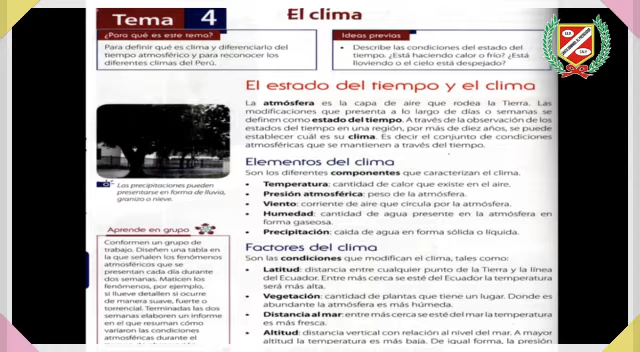 Tema 4
El clima
¿Para qué es este tema?
Para definir qué es clima y diferenciarlo del
tiempo atmosférico y para reconocer los
diferentes climas del Perú.
Ideas previas
• Describe las condiciones del estado del
tiempo. ¿Está haciendo calor o frío? ¿Está
lloviendo o el cielo está despejado?
El estado del tiempo y el clima
La atmósfera es la capa de aire que rodea la Tierra. Las
modificaciones que presenta a lo largo de días o semanas se
definen como estado del tiempo. A través de la observación de los
estados del tiempo en una región, por más de diez años, se puede
establecer cuál es su clima. Es decir el conjunto de condiciones
atmosféricas que se mantienen a través del tiempo.
Elementos del clima
Son los diferentes componentes que caracterizan el clima.
• Temperatura: cantidad de calor que existe en el aire.
• Presión atmosférica: peso de la atmósfera.
• Viento: corriente de aire que circula por la atmósfera.
• Humedad: cantidad de agua presente en la atmósfera en
forma gaseosa.
• Precipitación: caída de agua en forma sólida o líquida.
Factores del clima
Son las condiciones que modifican el clima, tales como:
• Latitud: distancia entre cualquier punto de la Tierra y la línea
del Ecuador. Entre más cerca se esté del Ecuador la temperatura
será más alta.
• Vegetación: cantidad de plantas que tiene un lugar. Donde es
abundante la atmósfera es más húmeda.
• Distancia al mar: entre más cerca se esté del mar la temperatura
es más fresca.
• Altitud: distancia vertical con relación al nivel del mar. A mayor
altitud la temperatura es más baja. De igual forma, la presión
Las precipitaciones pueden
presentarse en forma de lluvia,
granizo o nieve.
Aprende en grupo
Conformen un grupo de
trabajo. Diseñen una tabla en
la que señalen los fenómenos
atmosféricos que se
presentan cada día durante
dos semanas. Maticen los
fenómenos, por ejemplo,
si llueve detallen si ocurre
de manera suave, fuerte o
torrencial. Terminadas las dos
semanas elaboren un informe
en el que resuman cómo
variaron las condiciones
atmosféricas durante el